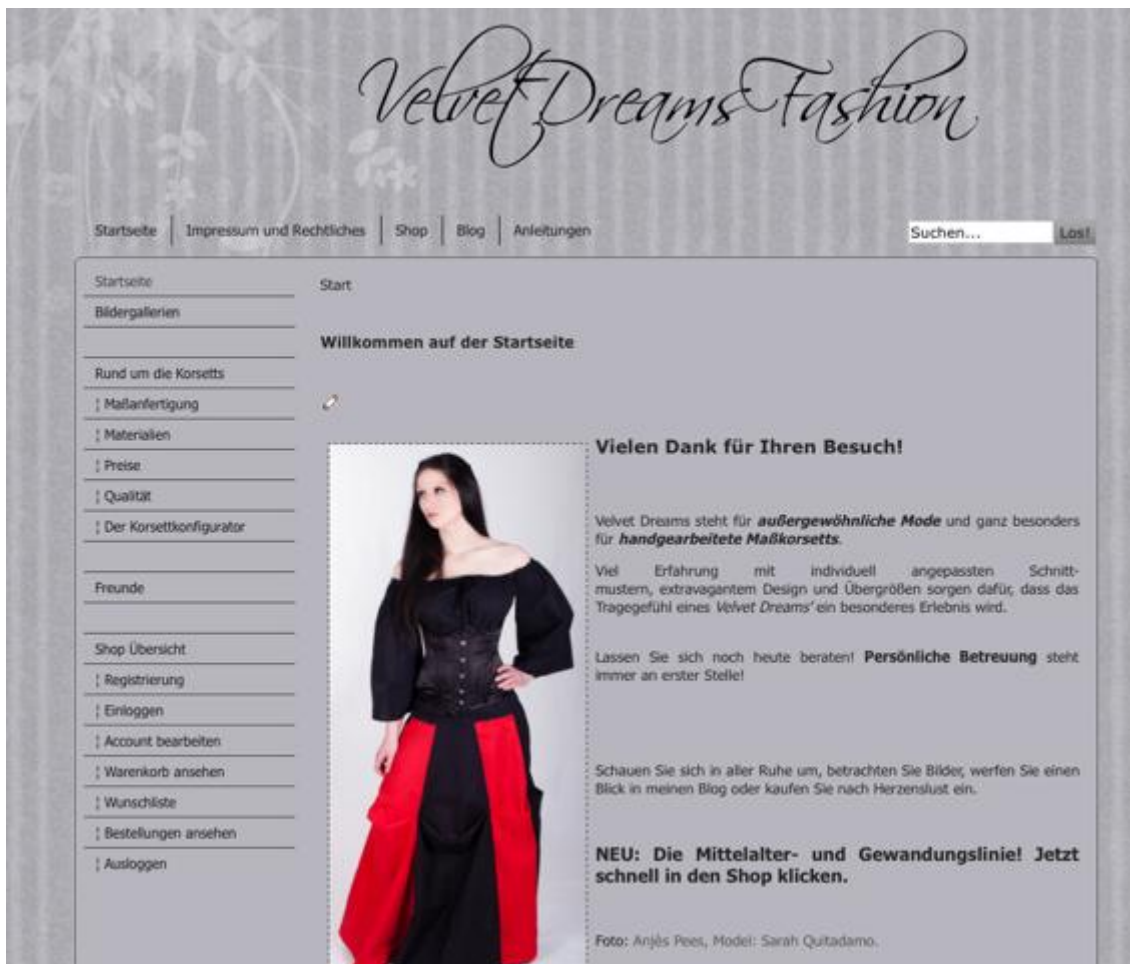 Velvet Dreams Fashion
Startseite
Impressum und Rechtliches
Shop
Blog
Anleitungen
Suchen...
Los!
Startseite
Bildergallerien
Rund um die Korsetts
¦ Maßanfertigung
¦ Materialien
¦ Preise
¦ Qualität
¦ Der Korsettkonfigurator
Freunde
Shop Übersicht
¦ Registrierung
¦ Einloggen
¦ Account bearbeiten
¦ Warenkorb ansehen
¦ Wunschliste
¦ Bestellungen ansehen
¦ Ausloggen
Start
Willkommen auf der Startseite
Vielen Dank für Ihren Besuch!
Velvet Dreams steht für außergewöhnliche Mode und ganz besonders
für handgearbeitete Maßkorsetts.
Viel Erfahrung mit individuell angepassten Schnitt-
mustern, extravagantem Design und Übergrößen sorgen dafür, dass das
Tragegefühl eines Velvet Dreams' ein besonderes Erlebnis wird.
Lassen Sie sich noch heute beraten! Persönliche Betreuung steht
immer an erster Stelle!
Schauen Sie sich in aller Ruhe um, betrachten Sie Bilder, werfen Sie einen
Blick in meinen Blog oder kaufen Sie nach Herzenslust ein.
NEU: Die Mittelalter- und Gewandungslinie! Jetzt
schnell in den Shop klicken.
Foto: Anjès Pees, Model: Sarah Quitadamo.